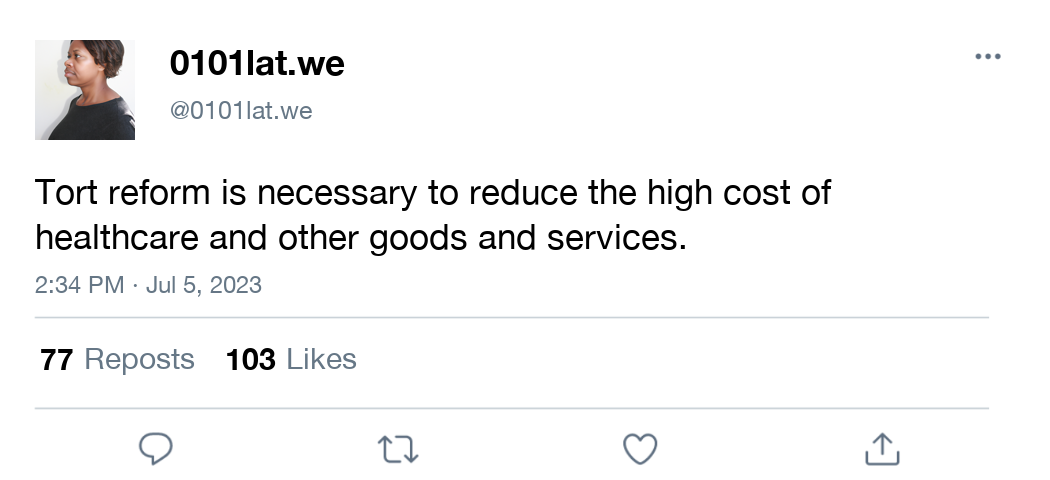 0101lat.we
@0101lat.we
Tort reform is necessary to reduce the high cost of
healthcare and other goods and services.
2:34 PM · Jul 5, 2023
77 Reposts 103 Likes